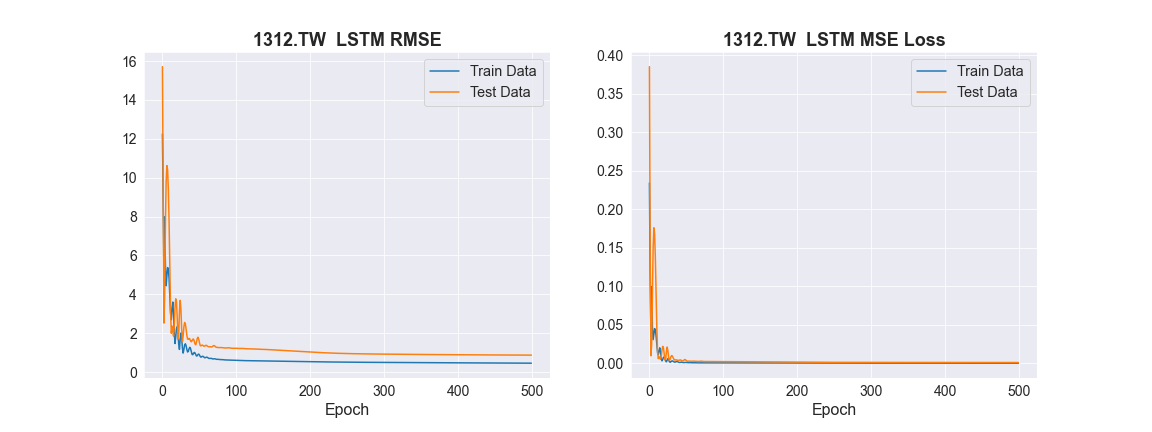 1312.TW  LSTM RMSE
16
14
12
10
8
6
4
2
0
0 100 200 300 400 500
Epoch
Train Data
Test Data
1312.TW  LSTM MSE Loss
0.40
0.35
0.30
0.25
0.20
0.15
0.10
0.05
0.00
0 100 200 300 400 500
Epoch
Train Data
Test Data